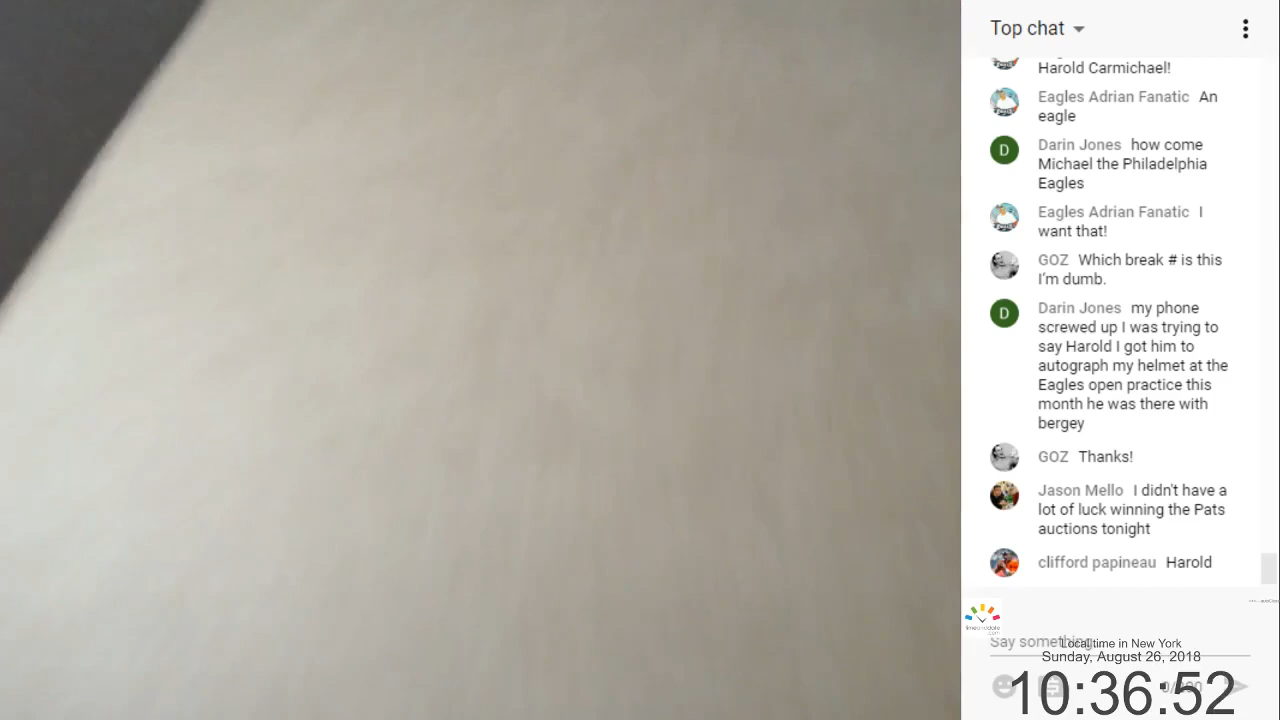 Top chat
Harold Carmichael!
Eagles Adrian Fanatic An
eagle
D
Darin Jones how come
Michael the Philadelphia
Eagles
Eagles Adrian Fanatic I
want that!
GOZ Which break # is this
I'm dumb.
D
Darin Jones my phone
screwed up I was trying to
say Harold I got him to
autograph my helmet at the
Eagles open practice this
month he was there with
bergey
GOZ Thanks!
Jason Mello I didn't have a
lot of luck winning the Pats
auctions tonight
clifford papineau Harold
timeanddate
.com
Say something...
Local time in New York
Sunday, August 26, 2018
10:36:52